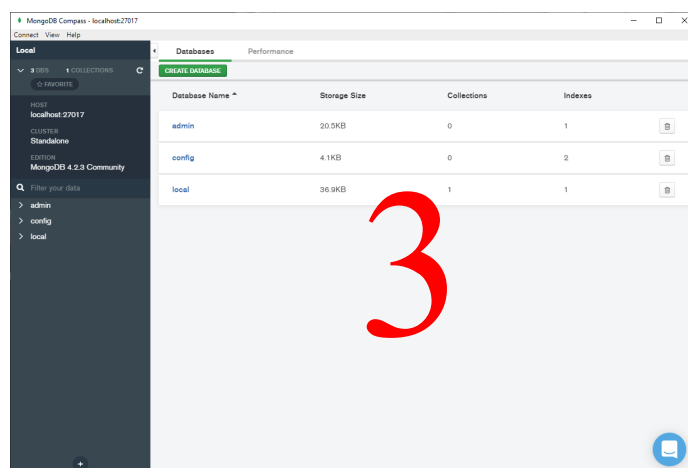 MongoDB Compass - localhost:27017
Connect View Help
Local
3 DBS 1 COLLECTIONS
FAVORITE
HOST
localhost:27017
CLUSTER
Standalone
EDITION
MongoDB 4.2.3 Community
Filter your data
admin
config
local
Databases Performance
CREATE DATABASE
Database Name Storage Size Collections Indexes
admin 20.5KB 0 1
config 4.1KB 0 2
local 36.9KB 1 1
3